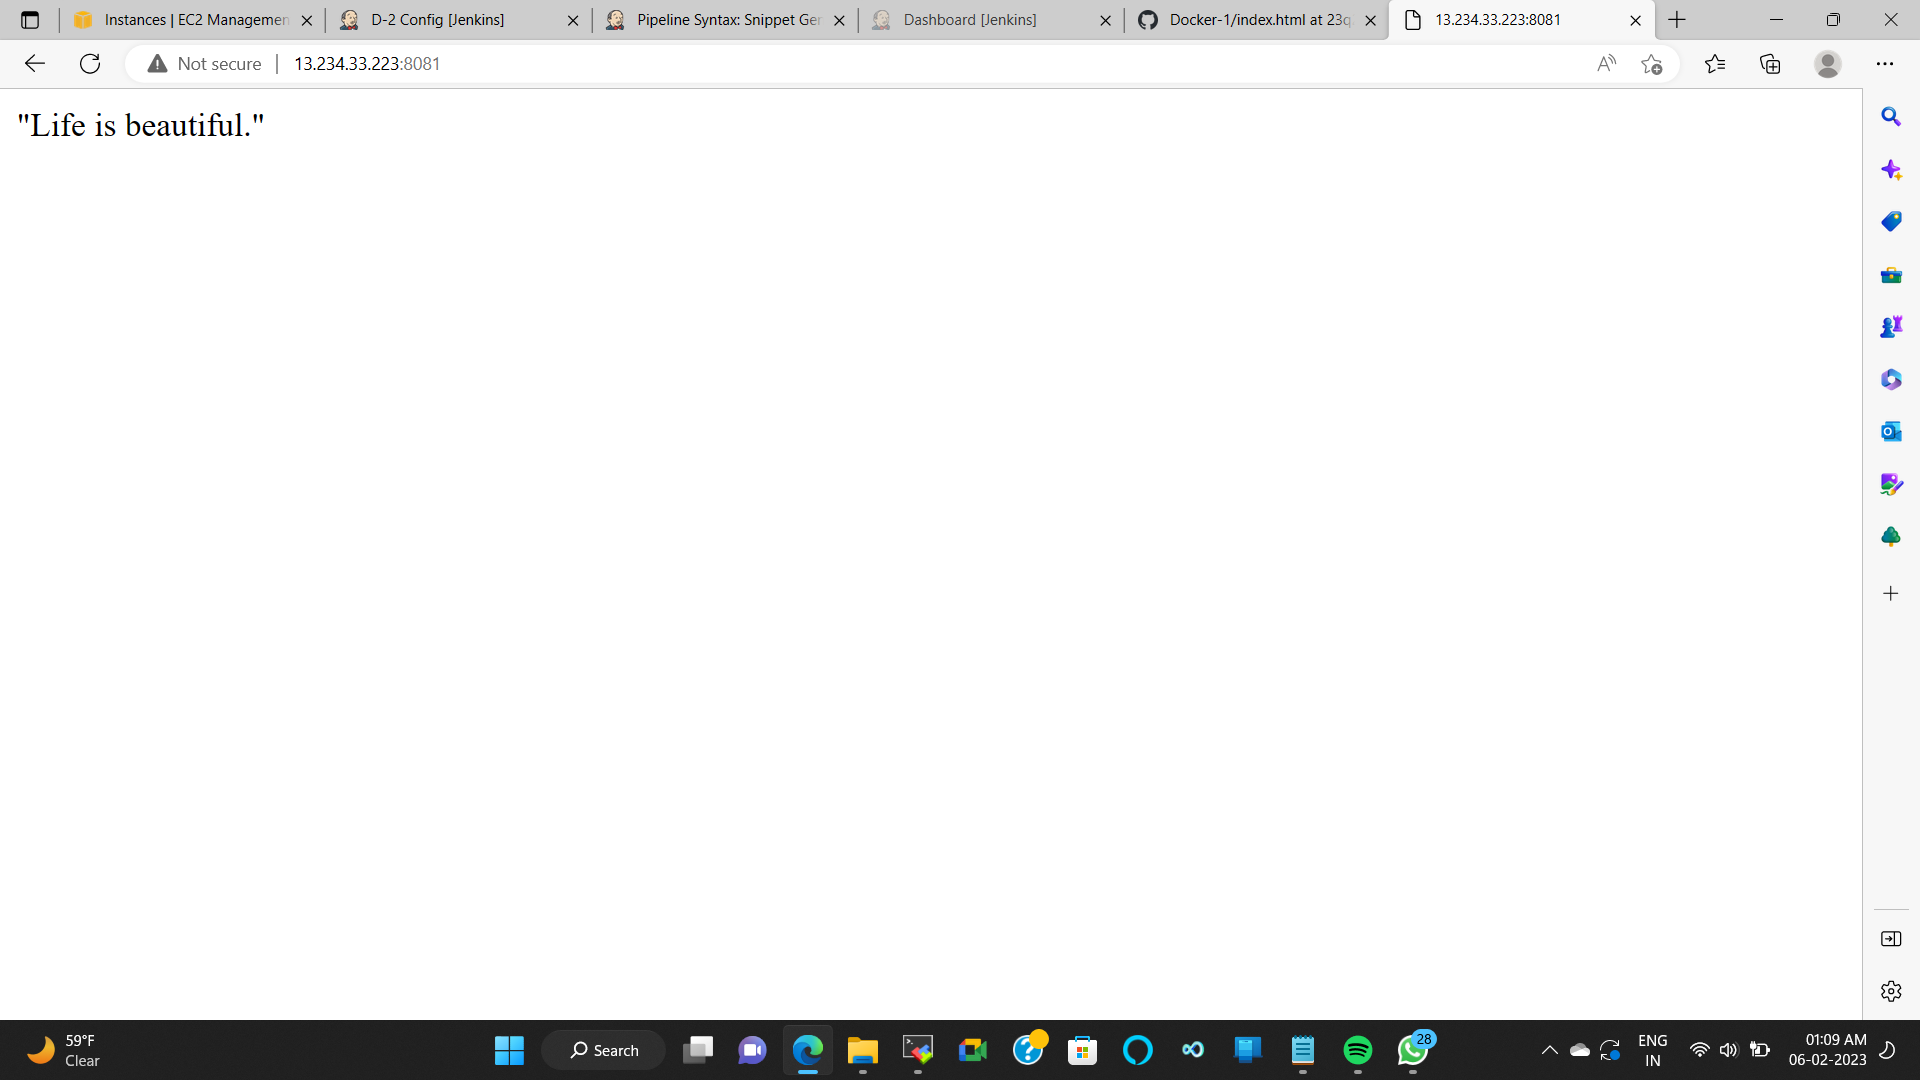 Instances | EC2 Managemen
D-2 Config [Jenkins]
Pipeline Syntax: Snippet Ger
Dashboard [Jenkins]
Docker-1/index.html at 23q
13.234.33.223:8081
Not secure
13.234.33.223:8081
"Life is beautiful."
59°F
Clear
Search
28
ENG
IN
01:09 AM
06-02-2023